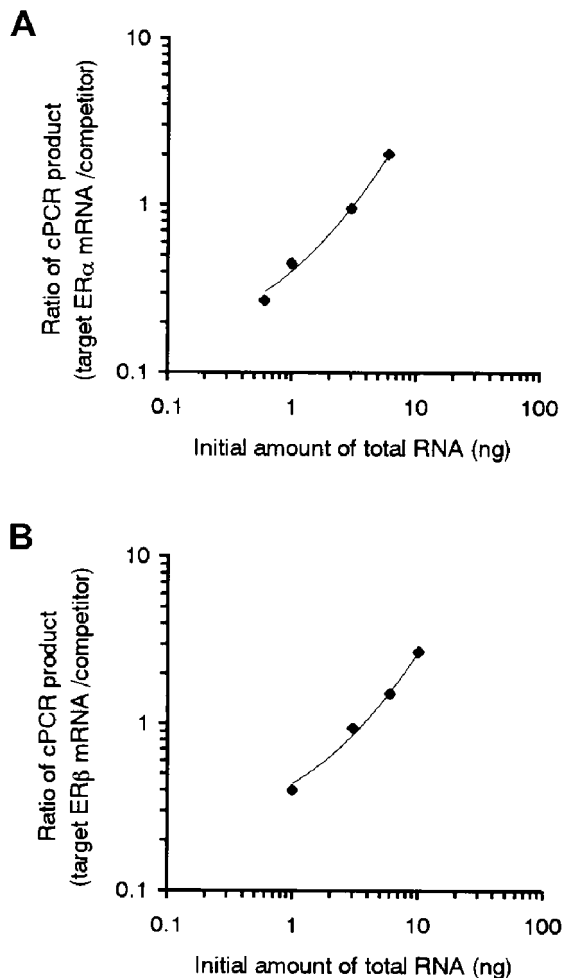 A
Ratio of cPCR product
(target ERα mRNA /competitor)
10
1
0.1
0.1 1 10 100
Initial amount of total RNA (ng)
B
Ratio of cPCR product
(target ERβ mRNA /competitor)
10
1
0.1
0.1 1 10 100
Initial amount of total RNA (ng)